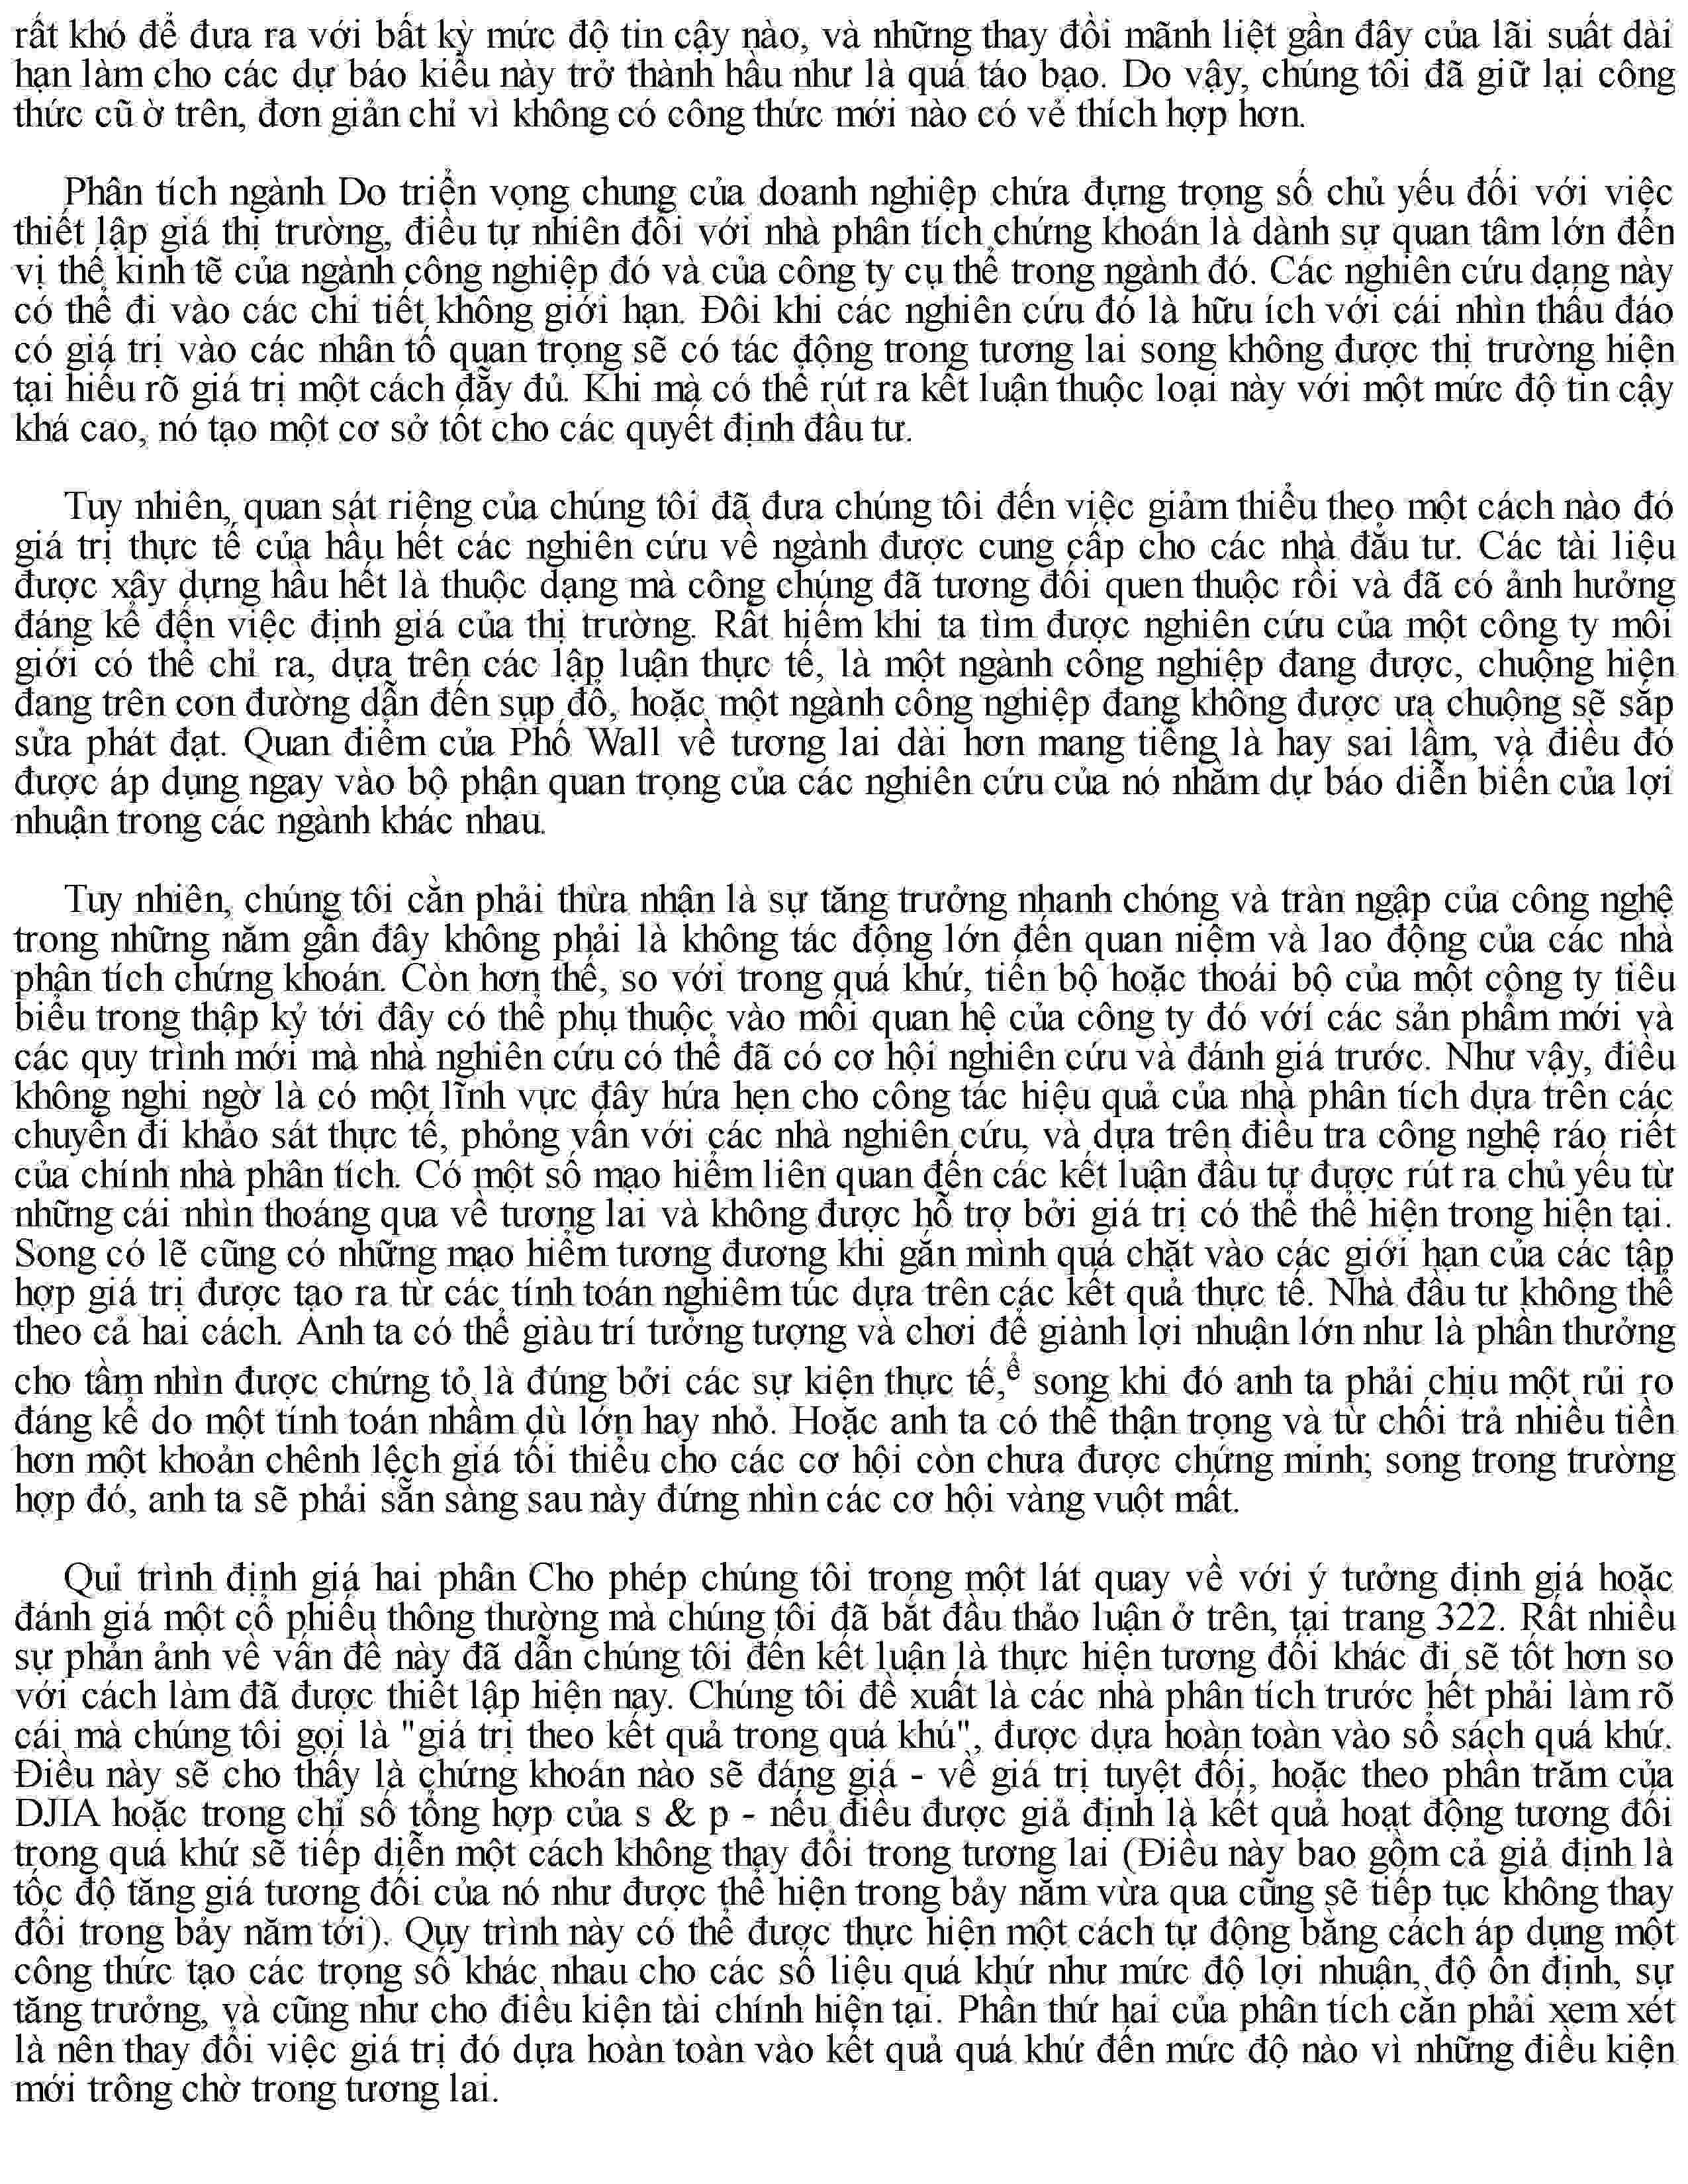 rất khó để đưa ra với bất kỳ mức độ tin cậy nào, và những thay đổi mãnh liệt gần đây của lãi suất dài
hạn làm cho các dự báo kiểu này trở thành hầu như là quá táo bạo. Do vậy, chúng tôi đã giữ lại công
thức cũ ờ trên, đơn giản chỉ vì không có công thức mới nào có vẻ thích hợp hơn.
Phân tích ngành Do triển vọng chung của doanh nghiệp chứa đựng trọng số chủ yếu đối với việc
thiết lập giá thị trường, điều tự nhiên đối với nhà phân tích chứng khoán là dành sự quan tâm lớn đến
vị thế kinh tẽ của ngành công nghiệp đó và của công ty cụ thể trong ngành đó. Các nghiên cứu dạng này
có thể đi vào các chi tiết không giới hạn. Đôi khi các nghiên cứu đó là hữu ích với cái nhìn thấu đáo
có giá trị vào các nhân tố quan trọng sẽ có tác động trong tương lai song không được thị trường hiện
tại hiểu rõ giá trị một cách đầy đủ. Khi mà có thể rút ra kết luận thuộc loại này với một mức độ tin cậy
khá cao, nó tạo một cơ sở tốt cho các quyết định đầu tư.
Tuy nhiên, quan sát riêng của chúng tôi đã đưa chúng tôi đến việc giảm thiểu theo một cách nào đó
giá trị thực tế của hầu hết các nghiên cứu về ngành được cung cấp cho các nhà đầu tư. Các tài liệu
được xây dựng hầu hết là thuộc dạng mà công chúng đã tương đối quen thuộc rồi và đã có ảnh hưởng
đáng kể đến việc định giá của thị trường. Rất hiếm khi ta tìm được nghiên cứu của một công ty môi
giới có thể chỉ ra, dựa trên các lập luận thực tế, là một ngành công nghiệp đang được, chuộng hiện
đang trên con đường dẫn đến sụp đổ, hoặc một ngành công nghiệp đang không được ưa chuộng sẽ sắp
sửa phát đạt. Quan điểm của Phố Wall về tương lai dài hơn mang tiếng là hay sai lầm, và điều đó
được áp dụng ngay vào bộ phận quan trọng của các nghiên cứu của nó nhằm dự báo diễn biến của lợi
nhuận trong các ngành khác nhau.
Tuy nhiên, chúng tôi cần phải thừa nhận là sự tăng trưởng nhanh chóng và tràn ngập của công nghệ
trong những năm gần đây không phải là không tác động lớn đến quan niệm và lao động của các nhà
phân tích chứng khoán. Còn hơn thế, so với trong quá khứ, tiến bộ hoặc thoái bộ của một công ty tiêu
biểu trong thập kỷ tới đây có thể phụ thuộc vào mối quan hệ của công ty đó với các sản phẩm mới và
các quy trình mới mà nhà nghiên cứu có thể đã có cơ hội nghiên cứu và đánh giá trước. Như vậy, điều
không nghi ngờ là có một lĩnh vực đây hứa hẹn cho công tác hiệu quả của nhà phân tích dựa trên các
chuyến đi khảo sát thực tế, phỏng vấn với các nhà nghiên cứu, và dựa trên điều tra công nghệ ráo riết
của chính nhà phân tích. Có một số mạo hiểm liên quan đến các kết luận đầu tư được rút ra chủ yếu từ
những cái nhìn thoáng qua về tương lai và không được hỗ trợ bởi giá trị có thể thể hiện trong hiện tại.
Song có lẽ cũng có những mạo hiểm tương đương khi gắn mình quá chặt vào các giới hạn của các tập
hợp giá trị được tạo ra từ các tính toán nghiêm túc dựa trên các kết quả thực tế. Nhà đầu tư không thể
theo cả hai cách. Anh ta có thể giàu trí tưởng tượng và chơi để giành lợi nhuận lớn như là phần thưởng
cho tầm nhìn được chứng tỏ là đúng bởi các sự kiện thực tế,ể song khi đó anh ta phải chịu một rủi ro
đáng kể do một tính toán nhầm dù lớn hay nhỏ. Hoặc anh ta có thể thận trọng và từ chối trả nhiều tiền
hơn một khoản chênh lệch giá tối thiểu cho các cơ hội còn chưa được chứng minh; song trong trường
hợp đó, anh ta sẽ phải sẵn sàng sau này đứng nhìn các cơ hội vàng vuột mất.
Qui trình định giá hai phân Cho phép chúng tôi trong một lát quay về với ý tưởng định giá hoặc
đánh giá một cổ phiếu thông thường mà chúng tôi đã bắt đầu thảo luận ở trên, tại trang 322. Rất nhiều
sự phản ảnh về vấn đề này đã dẫn chúng tôi đến kết luận là thực hiện tương đối khác đi sẽ tốt hơn so
với cách làm đã được thiết lập hiện nay. Chúng tôi đề xuất là các nhà phân tích trước hết phải làm rõ
cái mà chúng tôi gọi là "giá trị theo kết quả trong quá khứ", được dựa hoàn toàn vào sổ sách quá khứ.
Điều này sẽ cho thấy là chứng khoán nào sẽ đáng giá - về giá trị tuyệt đối, hoặc theo phần trăm của
DJIA hoặc trong chỉ số tổng hợp của s & p - nếu điều được giả định là kết quả hoạt động tương đối
trong quá khứ sẽ tiếp diễn một cách không thay đổi trong tương lai (Điều này bao gồm cả giả định là
tốc độ tăng giá tương đối của nó như được thể hiện trong bảy năm vừa qua cũng sẽ tiếp tục không thay
đổi trong bảy năm tới). Quy trình này có thể được thực hiện một cách tự động bằng cách áp dụng một
công thức tạo các trọng số khác nhau cho các số liệu quá khứ như mức độ lợi nhuận, độ ổn định, sự
tăng trưởng, và cũng như cho điều kiện tài chính hiện tại. Phần thứ hai của phân tích cần phải xem xét
là nên thay đổi việc giá trị đó dựa hoàn toàn vào kết quả quá khứ đến mức độ nào vì những điều kiện
mới trông chờ trong tương lai.